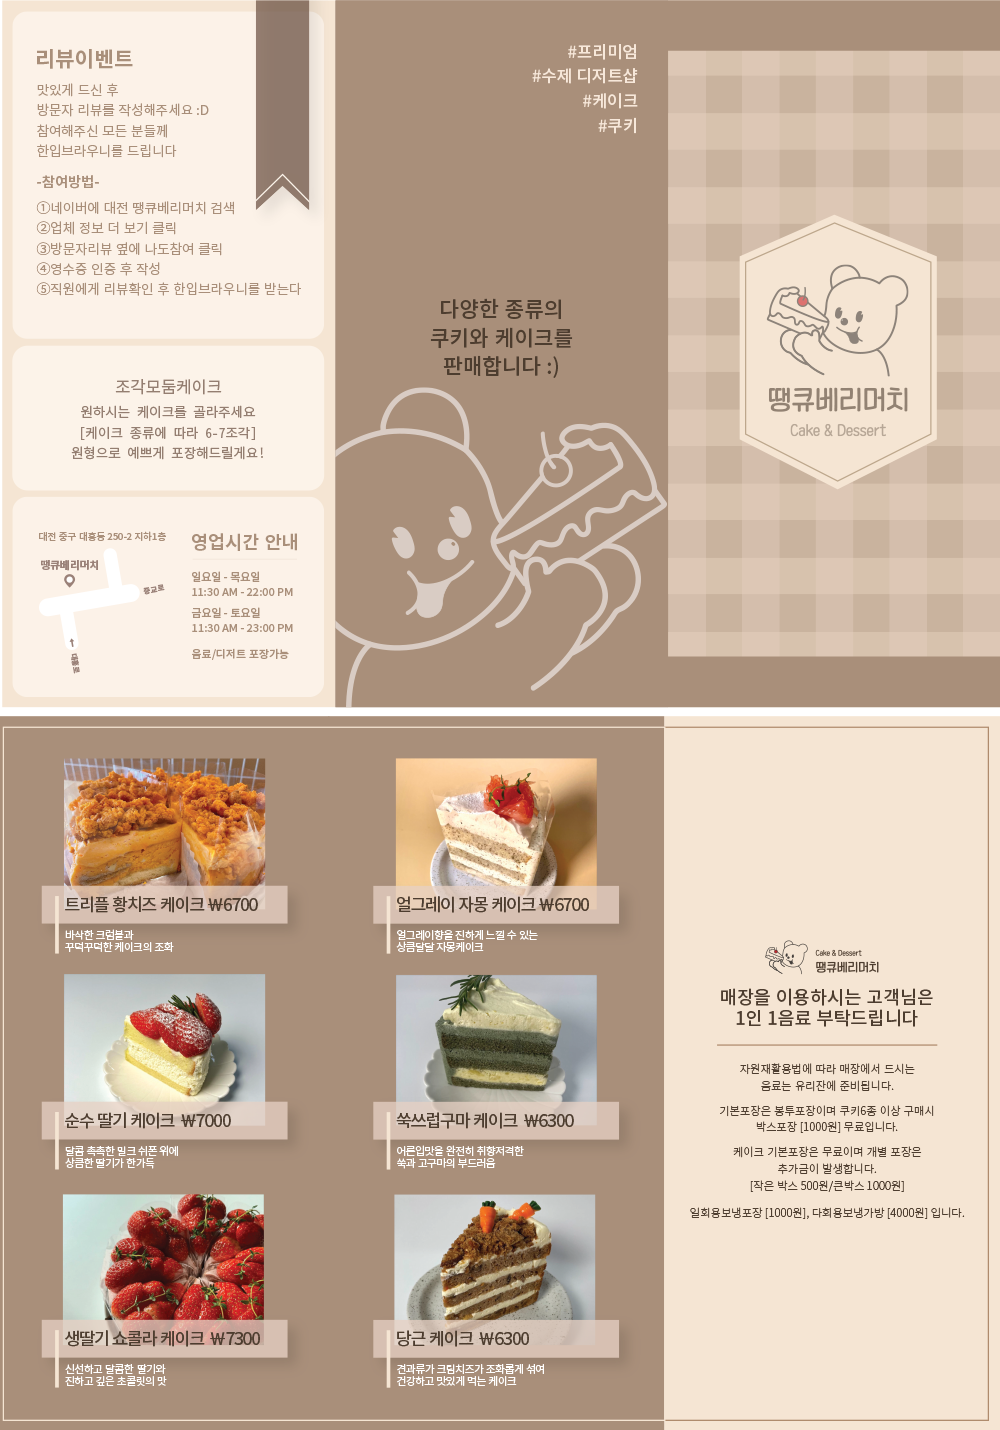 리뷰이벤트
맛있게 드신 후
방문자 리뷰를 작성해주세요 :D
참여해주신 모든 분들께
한입브라우니를 드립니다
-참여방법-
①네이버에 대전 땡큐베리머치 검색
②업체 정보 더 보기 클릭
③방문자리뷰 옆에 나도참여 클릭
④영수증 인증 후 작성
⑤직원에게 리뷰확인 후 한입브라우니를 받는다
조각모둠케이크
원하시는 케이크를 골라주세요
[케이크 종류에 따라 6-7조각]
원형으로 예쁘게 포장해드릴게요!
대전 중구 대흥동 250-2 지하1층
땡큐베리머치
중교로
대흥로
영업시간 안내
일요일 - 목요일
11:30 AM - 22:00 PM
금요일 - 토요일
11:30 AM - 23:00 PM
음료/디저트 포장가능
#프리미엄
#수제 디저트샵
#케이크
#쿠키
다양한 종류의
쿠키와 케이크를
판매합니다 :)
땡큐베리머치
Cake & Dessert
트리플 황치즈 케이크 ₩6700
바삭한 크럼블과
꾸덕꾸덕한 케이크의 조화
얼그레이 자몽 케이크 ₩6700
얼그레이향을 진하게 느낄 수 있는
상큼달달 자몽케이크
순수 딸기 케이크 ₩7000
달콤 촉촉한 밀크 쉬폰 위에
상큼한 딸기가 한가득
쑥쓰럽구마 케이크 ₩6300
어른입맛을 완전히 취향저격한
쑥과 고구마의 부드러움
생딸기 쇼콜라 케이크 ₩7300
신선하고 달콤한 딸기와
진하고 깊은 초콜릿의 맛
당근 케이크 ₩6300
견과류가 크림치즈가 조화롭게 섞여
건강하고 맛있게 먹는 케이크
Cake & Dessert
땡큐베리머치
매장을 이용하시는 고객님은
1인 1음료 부탁드립니다
자원재활용법에 따라 매장에서 드시는
음료는 유리잔에 준비됩니다.
기본포장은 봉투포장이며 쿠키6종 이상 구매시
박스포장 [1000원] 무료입니다.
케이크 기본포장은 무료이며 개별 포장은
추가금이 발생합니다.
[작은 박스 500원/큰박스 1000원]
일회용보냉포장 [1000원], 다회용보냉가방 [4000원] 입니다.